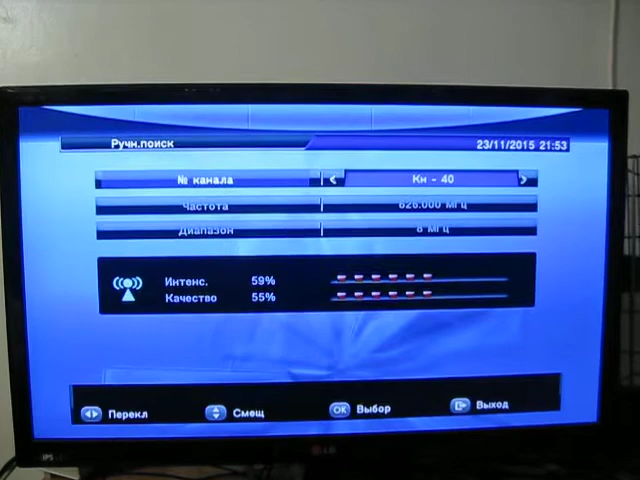 Ручн.поиск 23/11/2015 21:53
№ канала Кн - 40
Частота 626.000 МГц
Диапазон 8 МГц
Интенс. 59%
Качество 55%
Перекл Смещ OK Выбор Выход
LG
IPS